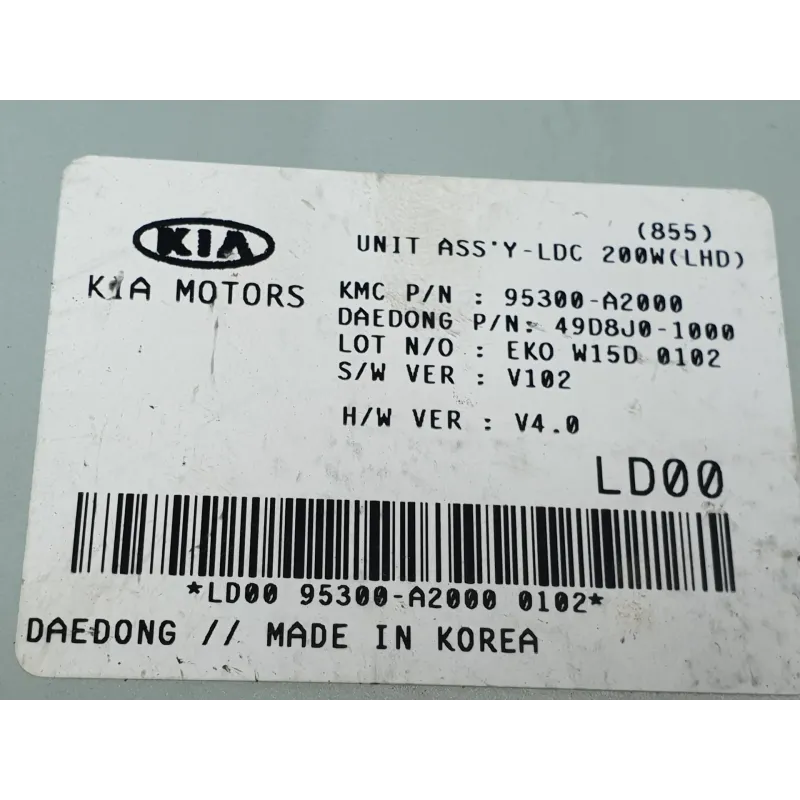 KIA
KIA MOTORS
(855)
UNIT ASS'Y-LDC 200W(LHD)
KMC P/N : 95300-A2000
DAEDONG P/N: 49D8J0-1000
LOT N/O : EKO W15D 0102
S/W VER : V102
H/W VER : V4.0
LD00
*LD00 95300-A2000 0102*
DAEDONG // MADE IN KOREA